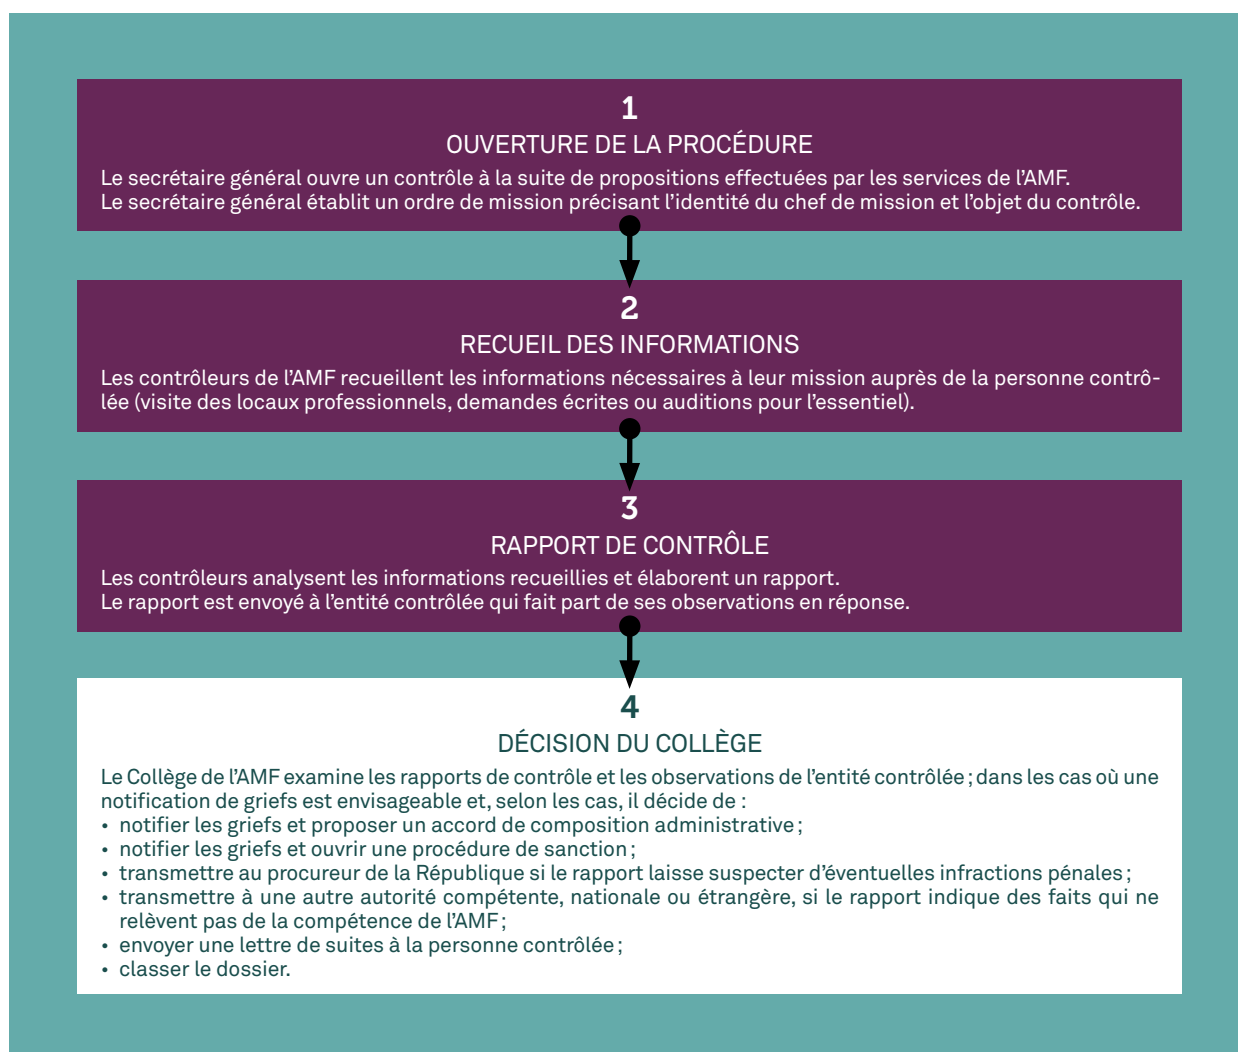 1
OUVERTURE DE LA PROCÉDURE
Le secrétaire général ouvre un contrôle à la suite de propositions effectuées par les services de l’AMF.
Le secrétaire général établit un ordre de mission précisant l’identité du chef de mission et l’objet du contrôle.
2
RECUEIL DES INFORMATIONS
Les contrôleurs de l’AMF recueillent les informations nécessaires à leur mission auprès de la personne contrô-
lée (visite des locaux professionnels, demandes écrites ou auditions pour l’essentiel).
3
RAPPORT DE CONTRÔLE
Les contrôleurs analysent les informations recueillies et élaborent un rapport.
Le rapport est envoyé à l’entité contrôlée qui fait part de ses observations en réponse.
4
DÉCISION DU COLLÈGE
Le Collège de l’AMF examine les rapports de contrôle et les observations de l’entité contrôlée ; dans les cas où une
notification de griefs est envisageable et, selon les cas, il décide de :
• notifier les griefs et proposer un accord de composition administrative ;
• notifier les griefs et ouvrir une procédure de sanction ;
• transmettre au procureur de la République si le rapport laisse suspecter d’éventuelles infractions pénales ;
• transmettre à une autre autorité compétente, nationale ou étrangère, si le rapport indique des faits qui ne
relèvent pas de la compétence de l’AMF ;
• envoyer une lettre de suites à la personne contrôlée ;
• classer le dossier.